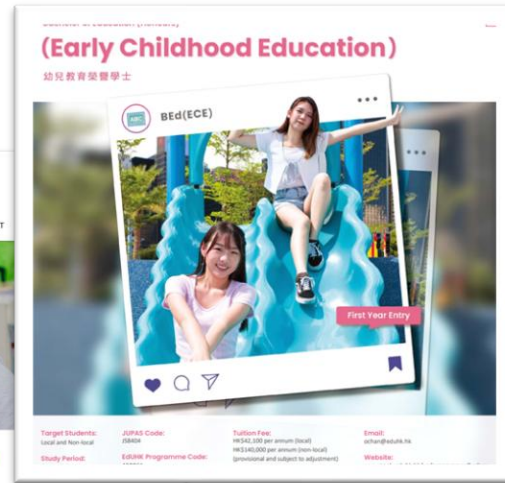 (Early Childhood Education)
幼兒教育榮譽學士
ABC
BEd(ECE)
First Year Entry
Target Students:
Local and Non-local
Study Period:
JUPAS Code:
JS8404
EdUHK Programme Code:
Tuition Fee:
HK$42,100 per annum (local)
HK$140,000 per annum (non-local)
(provisional and subject to adjustment)
Email:
Website: